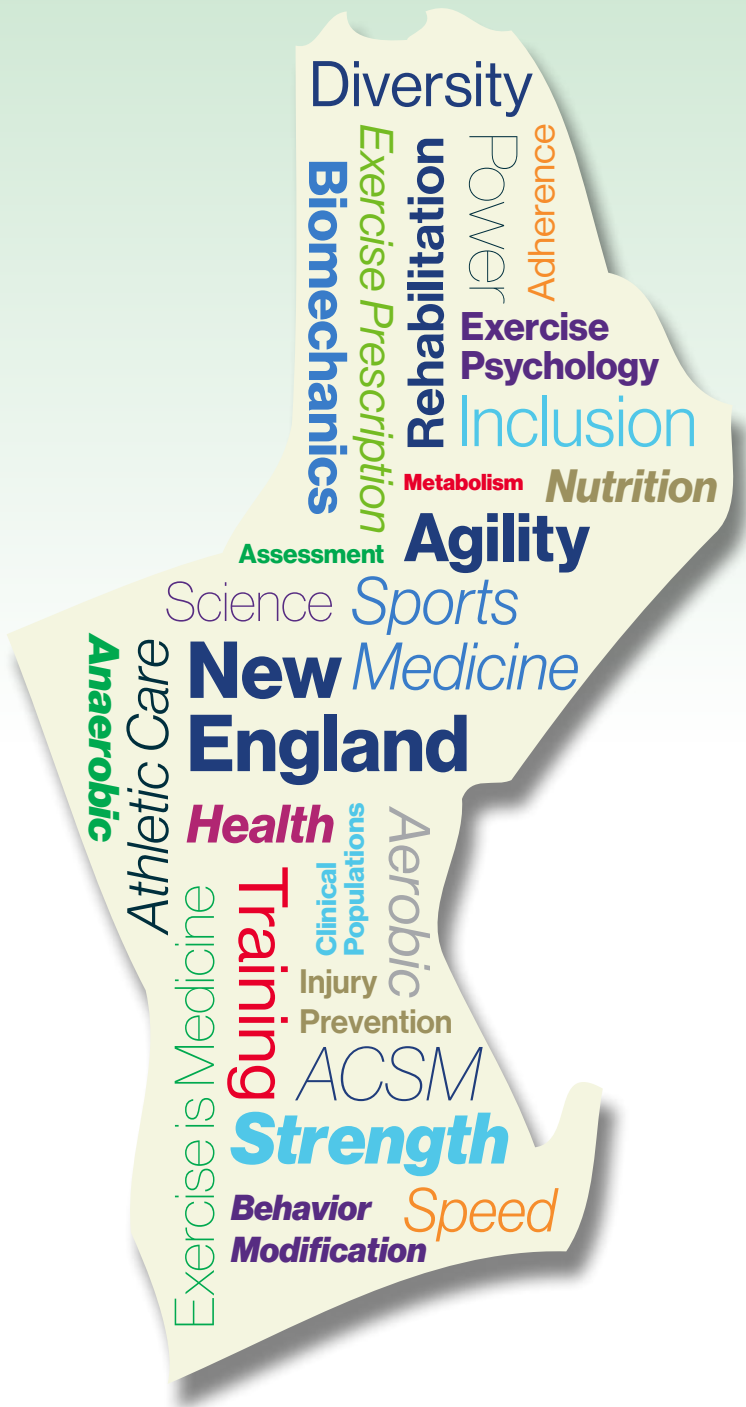 Diversity
Biomechanics
Exercise Prescription
Rehabilitation
Power
Adherence
Exercise
Psychology
Inclusion
Metabolism
Nutrition
Assessment
Agility
Science
Sports
Medicine
Anaerobic
Athletic Care
New
England
Health
Clinical
Populations
Aerobic
Exercise is Medicine
Training
Injury
Prevention
ACSM
Strength
Behavior
Modification
Speed